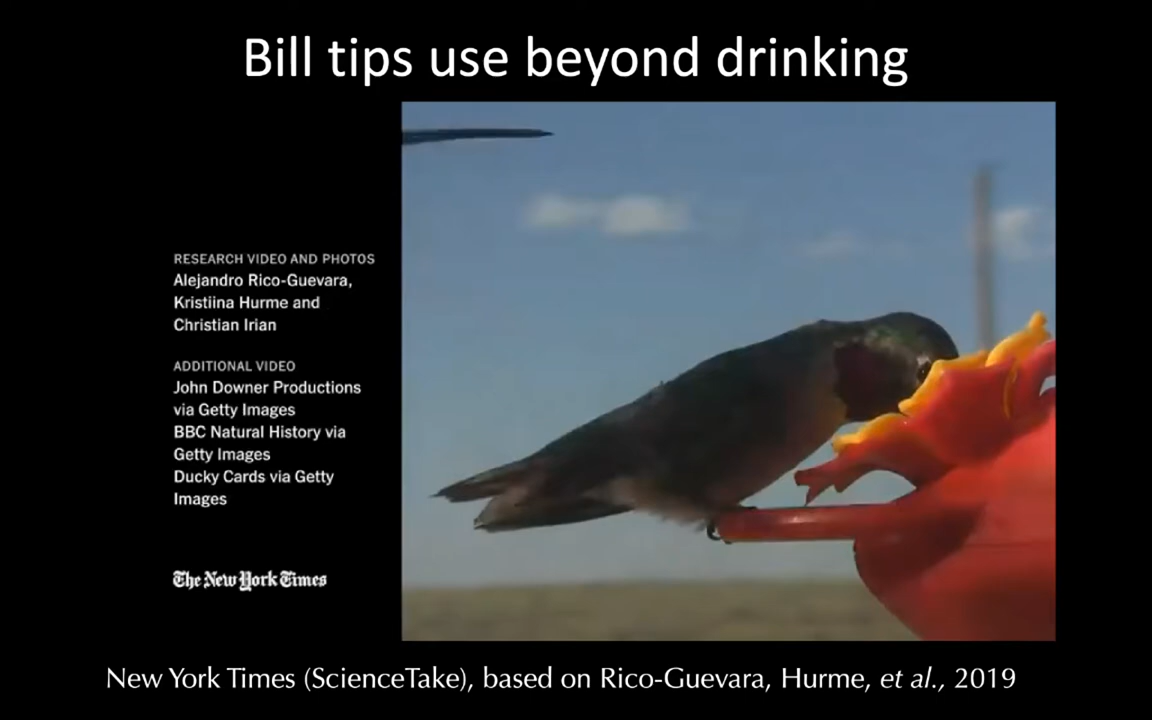 Bill tips use beyond drinking
RESEARCH VIDEO AND PHOTOS
Alejandro Rico-Guevara,
Kristiina Hurme and
Christian Irian
ADDITIONAL VIDEO
John Downer Productions
via Getty Images
BBC Natural History via
Getty Images
Ducky Cards via Getty
Images
The New York Times
New York Times (ScienceTake), based on Rico-Guevara, Hurme, et al., 2019